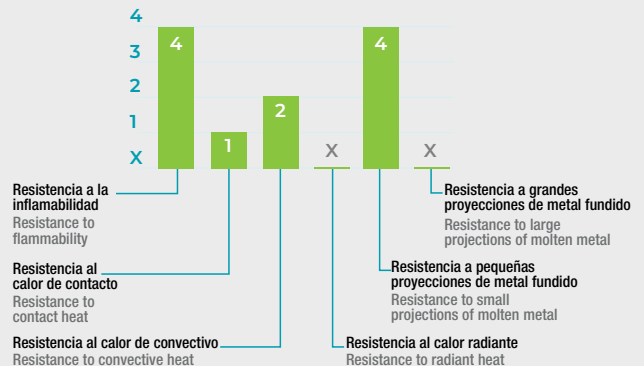 4
3
2
1
X
4
1
2
X
4
X
Resistencia a la
inflamabilidad
Resistance to
flammability
Resistencia al
calor de contacto
Resistance to
contact heat
Resistencia al calor de convectivo
Resistance to convective heat
Resistencia a grandes
proyecciones de metal fundido
Resistance to large
projections of molten metal
Resistencia a pequeñas
proyecciones de metal fundido
Resistance to small
projections of molten metal
Resistencia al calor radiante
Resistance to radiant heat